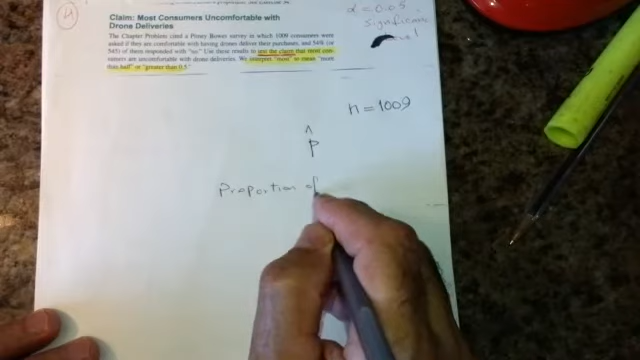 4
α = 0.05
Claim: Most Consumers Uncomfortable with
Drone Deliveries
The Chapter Problem cited a Pitney Bowes survey in which 1009 consumers were
asked if they are comfortable with having drones deliver their purchases, and 54% (or
545) of them responded with "no." Use these results to test the claim that most con-
sumers are uncomfortable with drone deliveries. We interpret "most" to mean "more
than half" or "greater than 0.5."
n = 1009
p̂
Proportion of